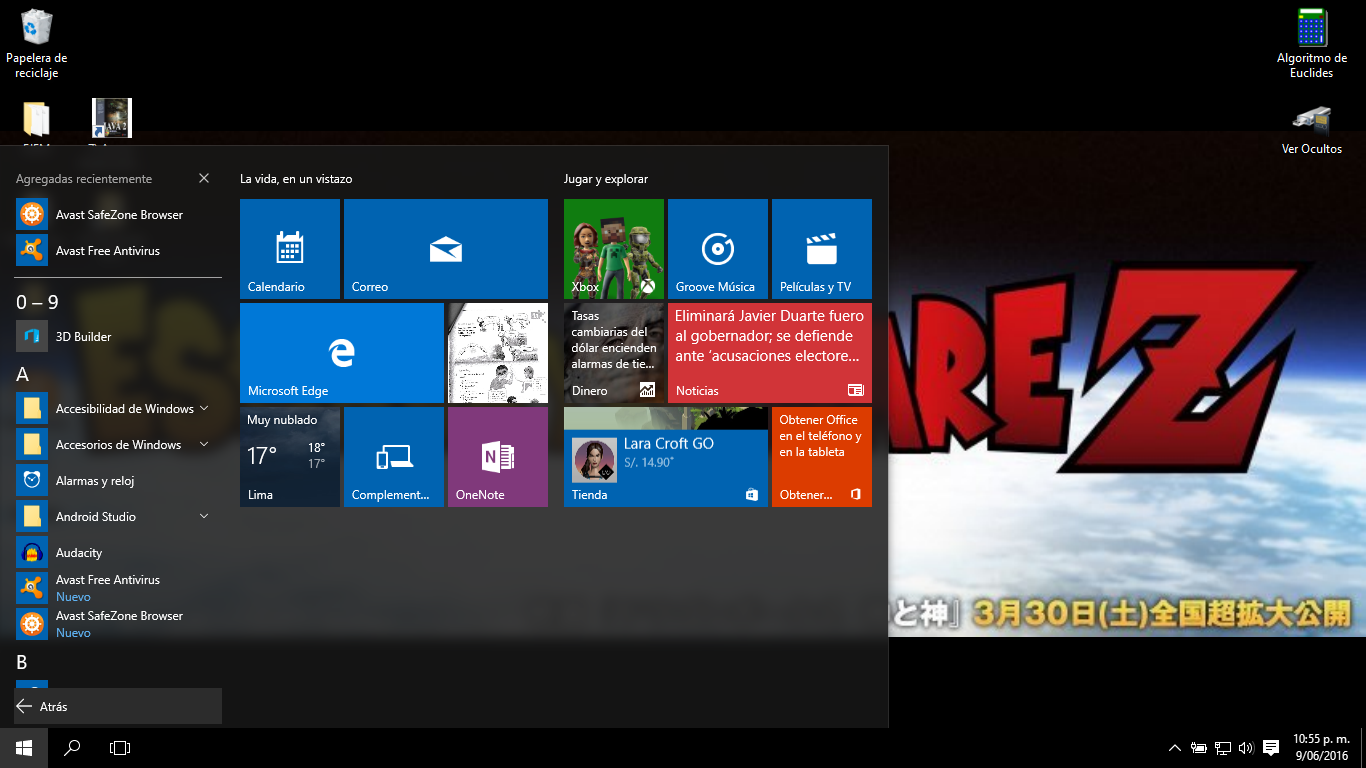 Papelera de
reciclaje
Algoritmo de
Euclides
JAVA 2
Ver Ocultos
Agregadas recientemente
Avast SafeZone Browser
Avast Free Antivirus
0 – 9
3D Builder
A
Accesibilidad de Windows
Accesorios de Windows
Alarmas y reloj
Android Studio
Audacity
Avast Free Antivirus
Nuevo
Avast SafeZone Browser
Nuevo
B
Atrás
La vida, en un vistazo
Calendario
Correo
Microsoft Edge
Muy nublado
17°
18°
17°
Lima
Complement...
OneNote
Jugar y explorar
Xbox
Groove Música
Películas y TV
Tasas
cambiarias del
dólar encienden
alarmas de tie...
Dinero
Eliminará Javier Duarte fuero
al gobernador; se defiende
ante ‘acusaciones electore...
Noticias
Lara Croft GO
S/. 14.90*
Tienda
Obtener Office
en el teléfono y
en la tableta
Obtener...
ARE Z
と神』3月30日(土)全国超拡大公開
10:55 p. m.
9/06/2016